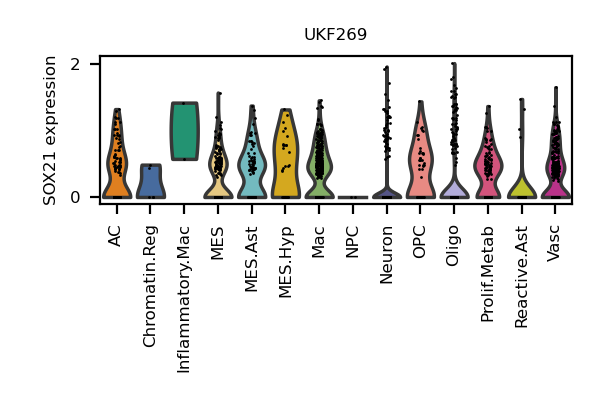 UKF269
SOX21 expression
2
0
AC
Chromatin.Reg
Inflammatory.Mac
MES
MES.Ast
MES.Hyp
Mac
NPC
Neuron
OPC
Oligo
Prolif.Metab
Reactive.Ast
Vasc